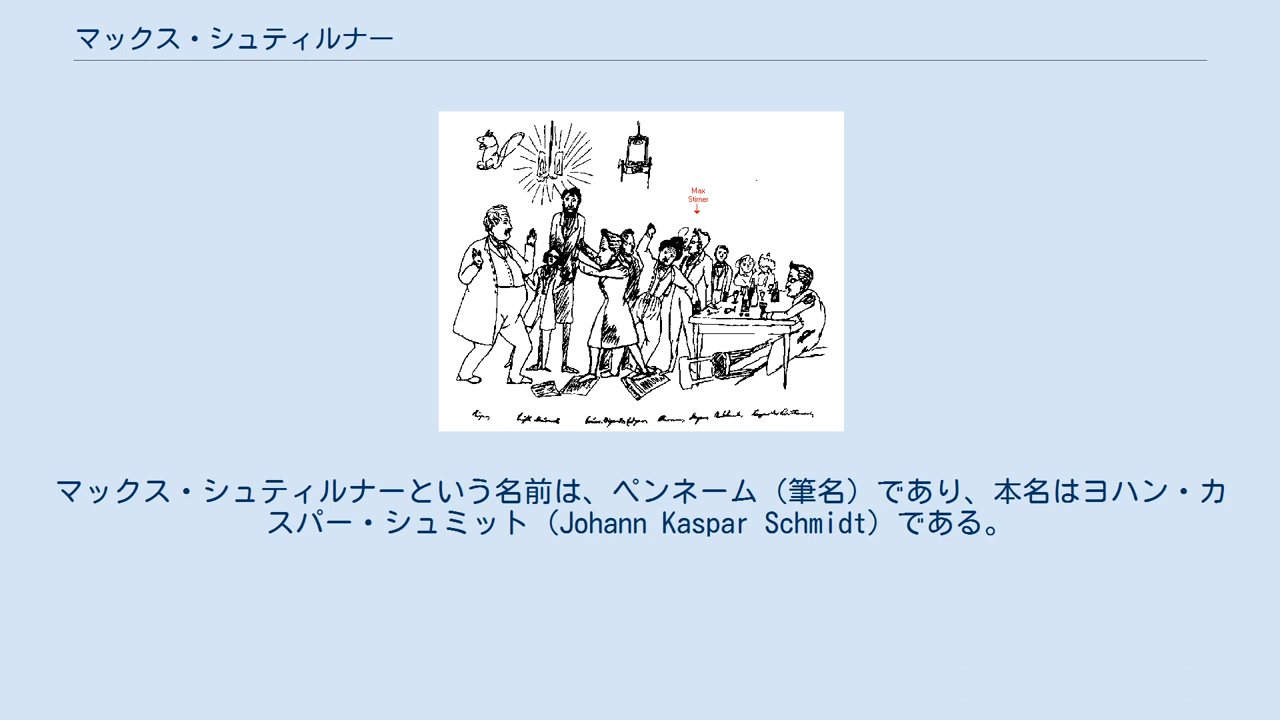 マックス・シュティルナー
Max
Stirner
マックス・シュティルナーという名前は、ペンネーム（筆名）であり、本名はヨハン・カ
スパー・シュミット（Johann Kaspar Schmidt）である。